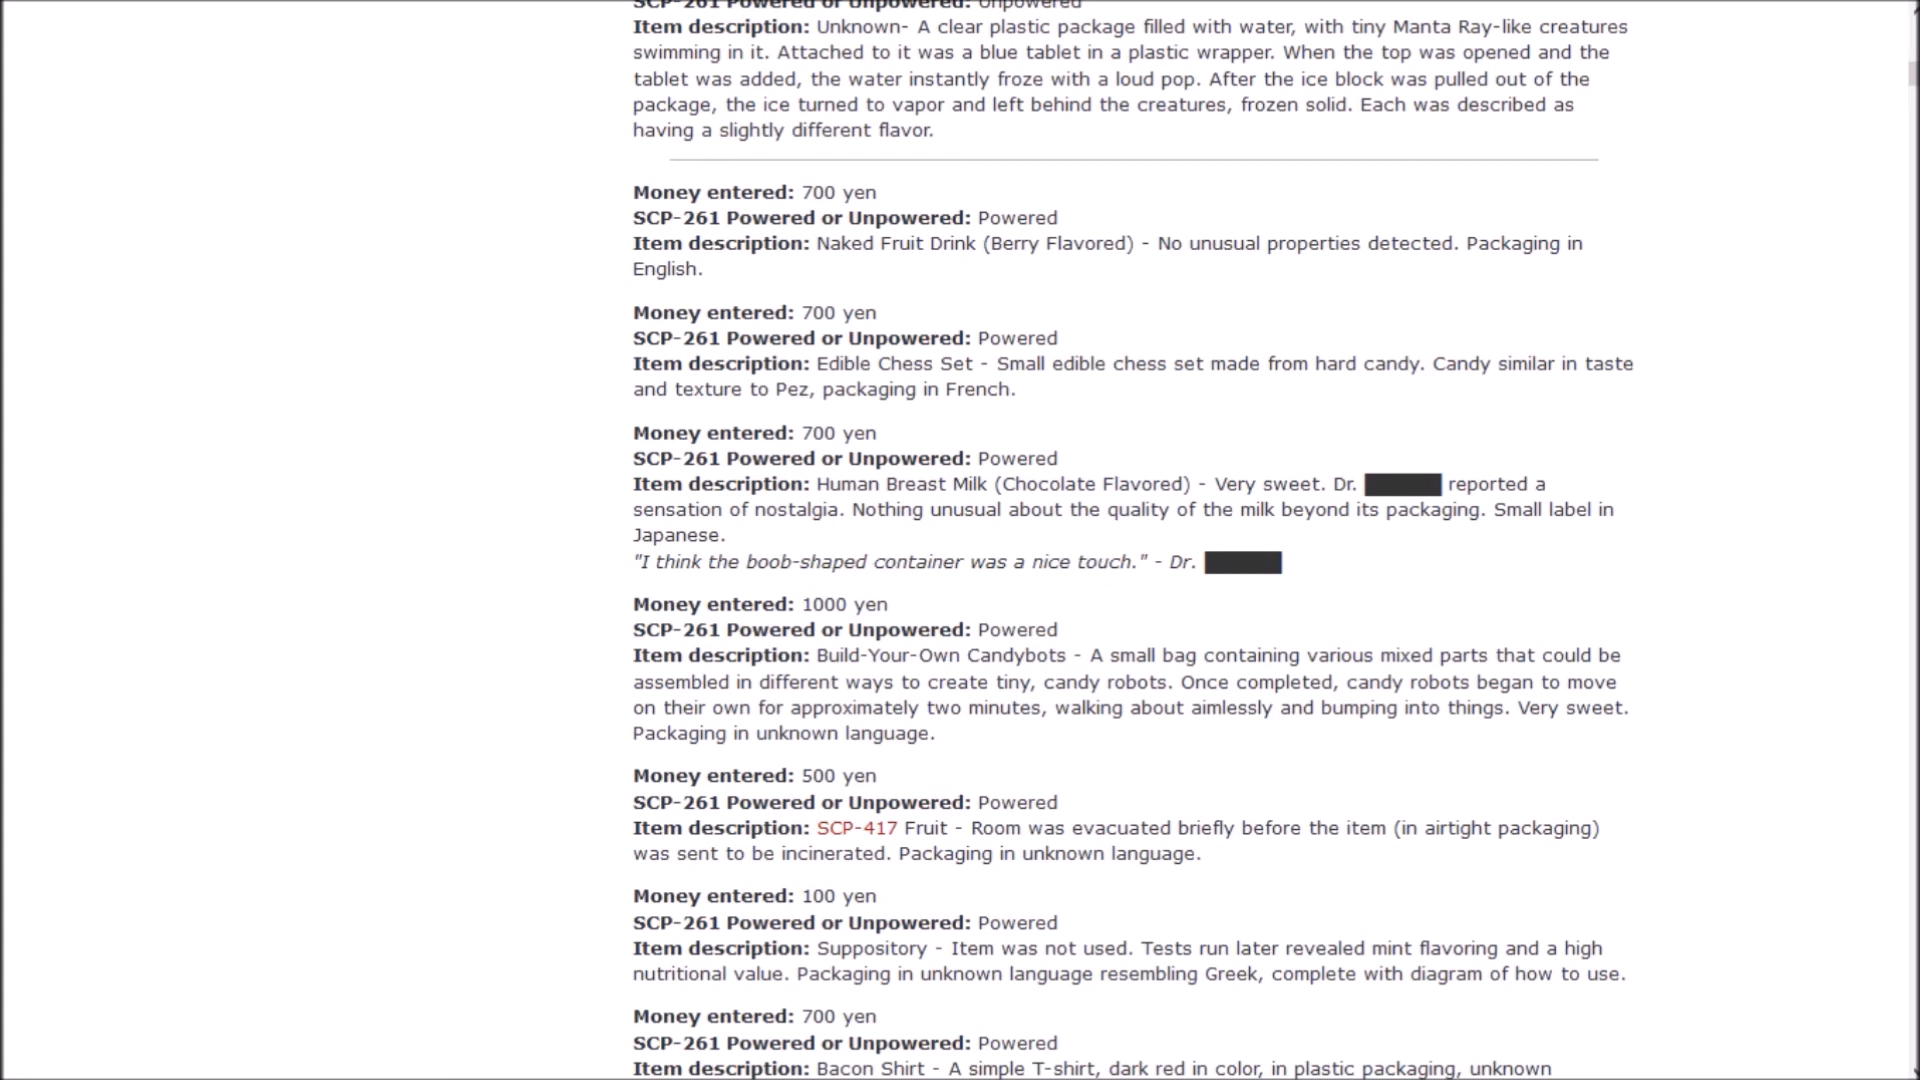 SCP-261 Powered or Unpowered: Unpowered
Item description: Unknown- A clear plastic package filled with water, with tiny Manta Ray-like creatures
swimming in it. Attached to it was a blue tablet in a plastic wrapper. When the top was opened and the
tablet was added, the water instantly froze with a loud pop. After the ice block was pulled out of the
package, the ice turned to vapor and left behind the creatures, frozen solid. Each was described as
having a slightly different flavor.
Money entered: 700 yen
SCP-261 Powered or Unpowered: Powered
Item description: Naked Fruit Drink (Berry Flavored) - No unusual properties detected. Packaging in
English.
Money entered: 700 yen
SCP-261 Powered or Unpowered: Powered
Item description: Edible Chess Set - Small edible chess set made from hard candy. Candy similar in taste
and texture to Pez, packaging in French.
Money entered: 700 yen
SCP-261 Powered or Unpowered: Powered
Item description: Human Breast Milk (Chocolate Flavored) - Very sweet. Dr. ███████ reported a
sensation of nostalgia. Nothing unusual about the quality of the milk beyond its packaging. Small label in
Japanese.
"I think the boob-shaped container was a nice touch." - Dr. ███████
Money entered: 1000 yen
SCP-261 Powered or Unpowered: Powered
Item description: Build-Your-Own Candybots - A small bag containing various mixed parts that could be
assembled in different ways to create tiny, candy robots. Once completed, candy robots began to move
on their own for approximately two minutes, walking about aimlessly and bumping into things. Very sweet.
Packaging in unknown language.
Money entered: 500 yen
SCP-261 Powered or Unpowered: Powered
Item description: SCP-417 Fruit - Room was evacuated briefly before the item (in airtight packaging)
was sent to be incinerated. Packaging in unknown language.
Money entered: 100 yen
SCP-261 Powered or Unpowered: Powered
Item description: Suppository - Item was not used. Tests run later revealed mint flavoring and a high
nutritional value. Packaging in unknown language resembling Greek, complete with diagram of how to use.
Money entered: 700 yen
SCP-261 Powered or Unpowered: Powered
Item description: Bacon Shirt - A simple T-shirt, dark red in color, in plastic packaging, unknown